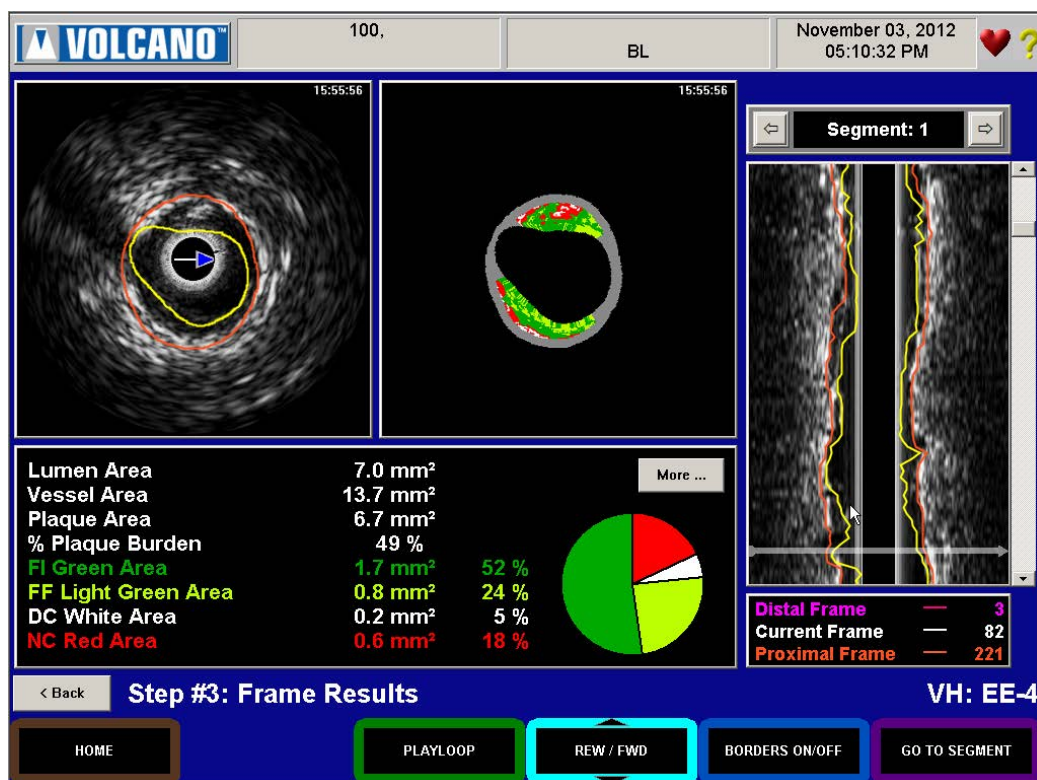 VOLCANO™
100,
BL
November 03, 2012
05:10:32 PM
?
15:55:56
15:55:56
Segment: 1
Lumen Area 7.0 mm²
Vessel Area 13.7 mm²
Plaque Area 6.7 mm²
% Plaque Burden 49 %
FI Green Area 1.7 mm² 52 %
FF Light Green Area 0.8 mm² 24 %
DC White Area 0.2 mm² 5 %
NC Red Area 0.6 mm² 18 %
More ...
Distal Frame — 3
Current Frame — 82
Proximal Frame — 221
< Back
Step #3: Frame Results
VH: EE-4
HOME
PLAYLOOP
REW / FWD
BORDERS ON/OFF
GO TO SEGMENT